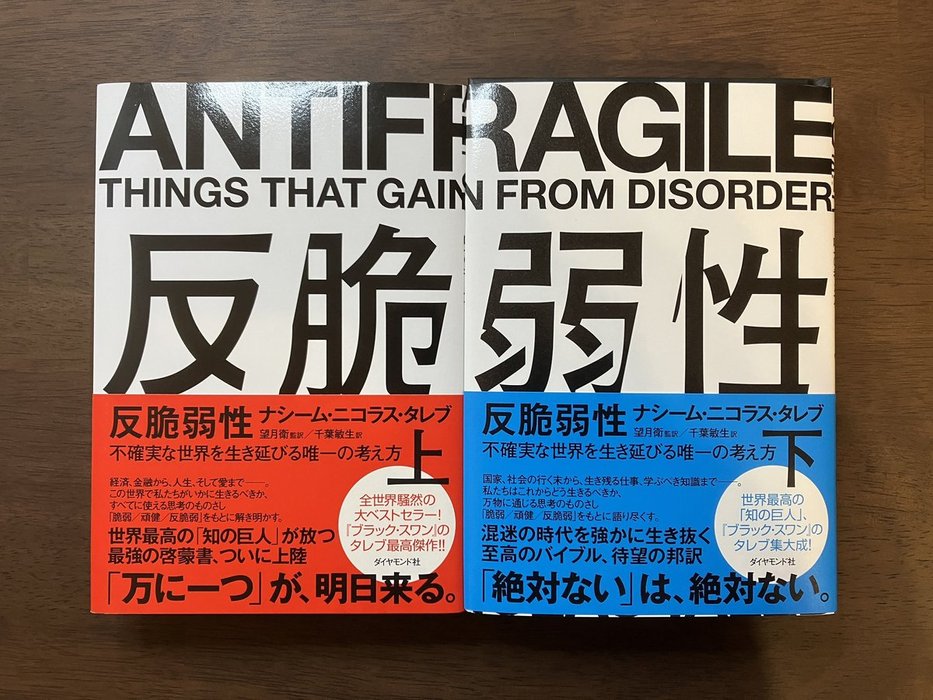 ANTIFRAGILE
THINGS THAT GAIN FROM DISORDER
反脆弱性
反脆弱性 ナシーム・ニコラス・タレブ
望月衛 監訳／千葉敏生 訳
不確実な世界を生き延びる唯一の考え方
上
経済、金融から、人生、そして愛まで――。
この世界で私たちがいかに生きるべきか、
すべてに使える思考のものさし
「脆弱／頑健／反脆弱」をもとに解き明かす。
世界最高の「知の巨人」が放つ
最強の啓蒙書、ついに上陸
「万に一つ」が、明日来る。
全世界騒然の
大ベストセラー!
『ブラック・スワン』の
タレブ最高傑作!!
ダイヤモンド社
反脆弱性 ナシーム・ニコラス・タレブ
望月衛 監訳／千葉敏生 訳
不確実な世界を生き延びる唯一の考え方
下
国家、社会の行く末から、生き残る仕事、学ぶべき知識まで――。
私たちはこれからどう生きるべきか、
万物に通じる思考のものさし
「脆弱／頑健／反脆弱」をもとに語り尽くす。
混迷の時代を強かに生き抜く
至高のバイブル、待望の邦訳
「絶対ない」は、絶対ない。
世界最高の
「知の巨人」、
『ブラック・スワン』の
タレブ集大成!
ダイヤモンド社